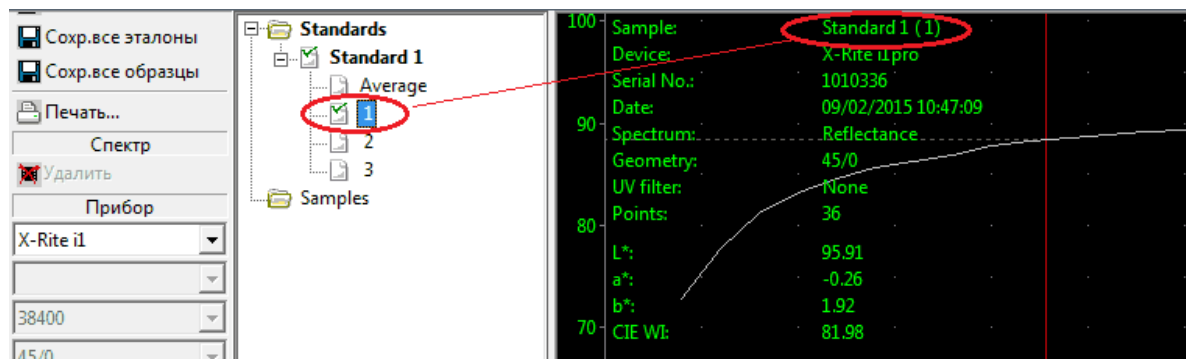 Сохр.все эталоны
Сохр.все образцы
Печать...
Спектр
Удалить
Прибор
X-Rite i1
38400
45/0
Standards
Standard 1
Average
1
2
3
Samples
100
90
80
70
Sample: Standard 1 ( 1)
Device: X-Rite i1pro
Serial No.: 1010336
Date: 09/02/2015 10:47:09
Spectrum: Reflectance
Geometry: 45/0
UV filter: None
Points: 36
L*: 95.91
a*: -0.26
b*: 1.92
CIE WI: 81.98